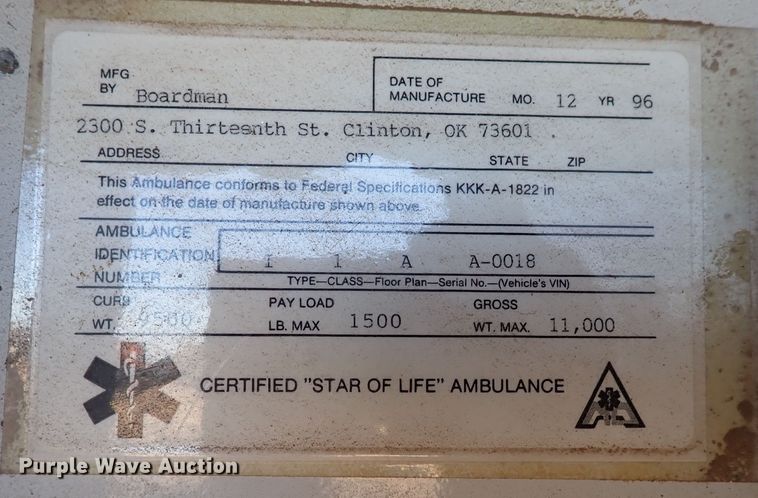 MFG BY Boardman DATE OF MANUFACTURE MO. 12 YR 96
2300 S. Thirteenth St. Clinton, OK 73601 .
ADDRESS CITY STATE ZIP
This Ambulance conforms to Federal Specifications KKK-A-1822 in
effect on the date of manufacture shown above
AMBULANCE
IDENTIFICATION I 1 A A-0018
NUMBER TYPE—CLASS—Floor Plan—Serial No.—(Vehicle's VIN)
CURB PAY LOAD GROSS
WT. 9500 LB. MAX 1500 WT. MAX. 11,000
CERTIFIED "STAR OF LIFE" AMBULANCE
Purple Wave Auction